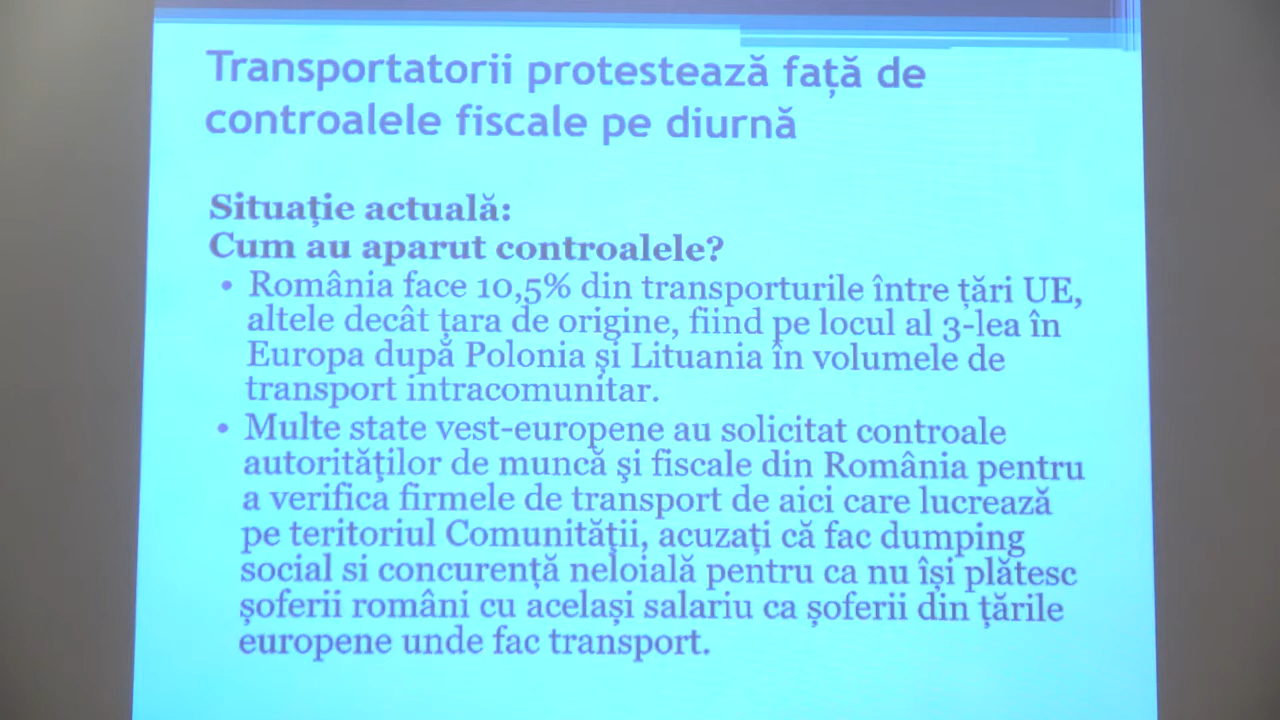 Transportatorii protestează față de
controalele fiscale pe diurnă
Situație actuală:
Cum au aparut controalele?
• România face 10,5% din transporturile între țări UE,
altele decât țara de origine, fiind pe locul al 3-lea în
Europa după Polonia și Lituania în volumele de
transport intracomunitar.
• Multe state vest-europene au solicitat controale
autorităţilor de muncă şi fiscale din România pentru
a verifica firmele de transport de aici care lucrează
pe teritoriul Comunităţii, acuzați că fac dumping
social si concurență neloială pentru ca nu își plătesc
șoferii români cu același salariu ca șoferii din țările
europene unde fac transport.